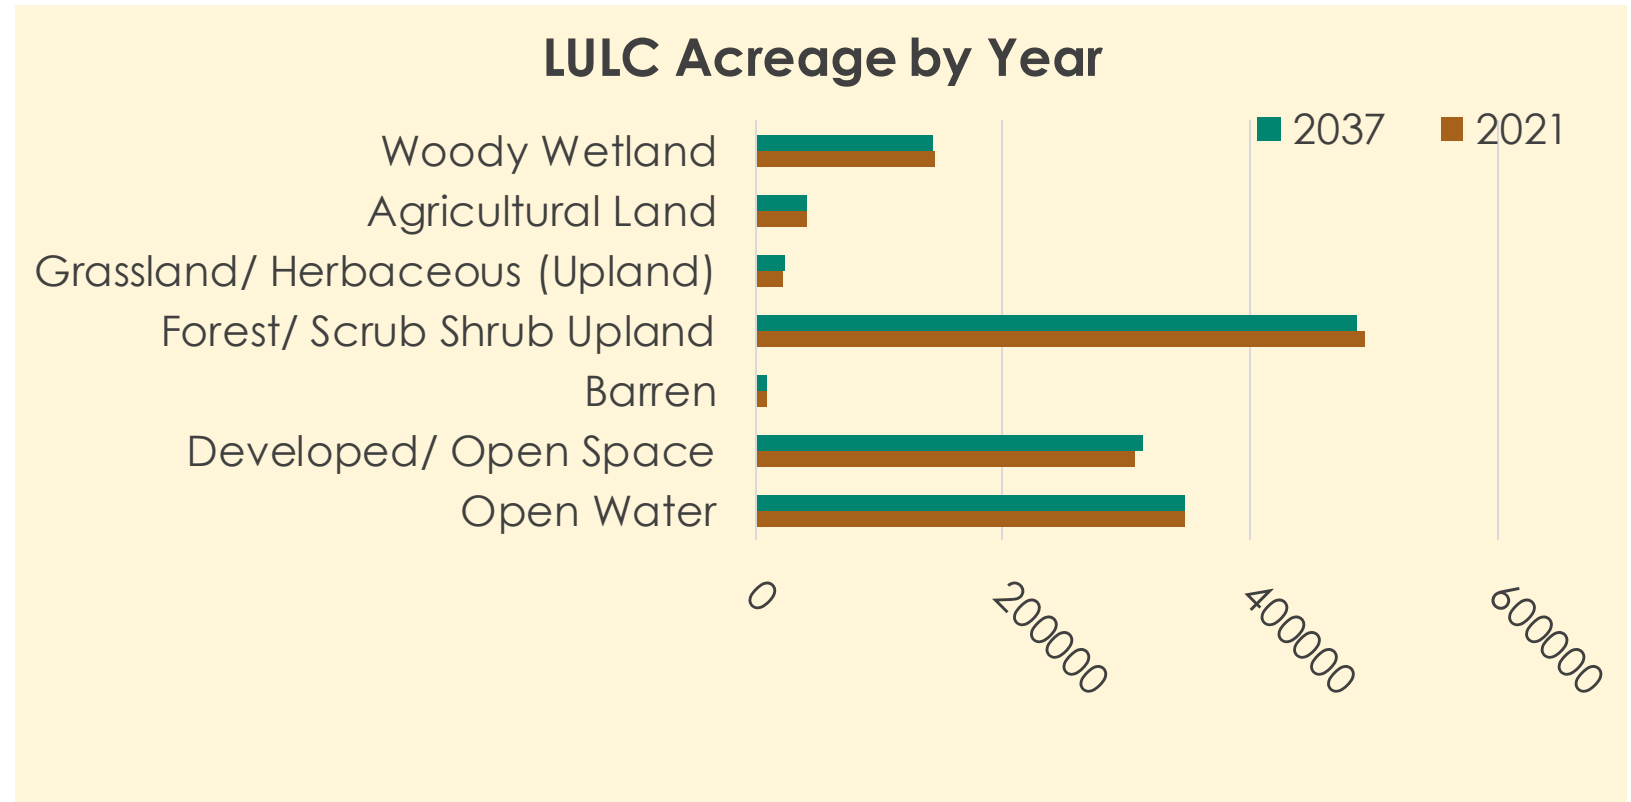 LULC Acreage by Year
2037
2021
Woody Wetland
Agricultural Land
Grassland/ Herbaceous (Upland)
Forest/ Scrub Shrub Upland
Barren
Developed/ Open Space
Open Water
0
200000
400000
600000